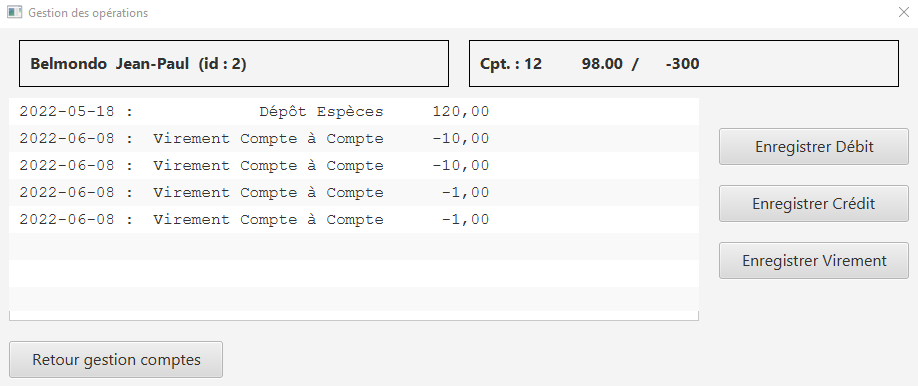 Gestion des opérations
Belmondo Jean-Paul (id : 2)
Cpt. : 12 98.00 / -300
2022-05-18 : Dépôt Espèces 120,00
2022-06-08 : Virement Compte à Compte -10,00
2022-06-08 : Virement Compte à Compte -10,00
2022-06-08 : Virement Compte à Compte -1,00
2022-06-08 : Virement Compte à Compte -1,00
Enregistrer Débit
Enregistrer Crédit
Enregistrer Virement
Retour gestion comptes